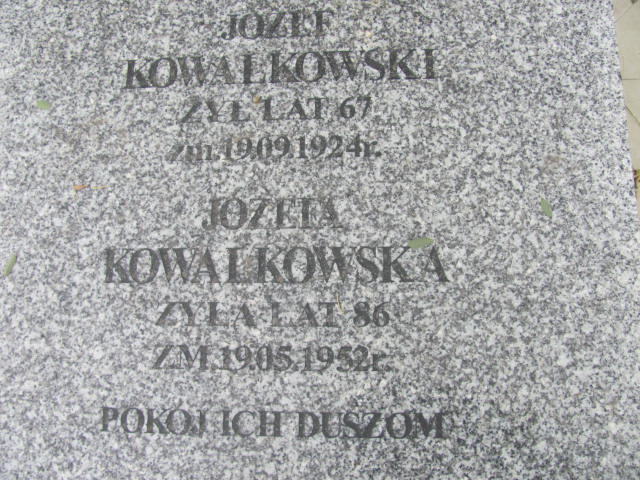 JÓZEF
KOWALKOWSKI
ŻYŁ LAT 67
zm.19.09.1924r.
JÓZEFA
KOWALKOWSKA
ŻYŁA LAT 86
ZM.19.05.1952r.
POKÓJ ICH DUSZOM